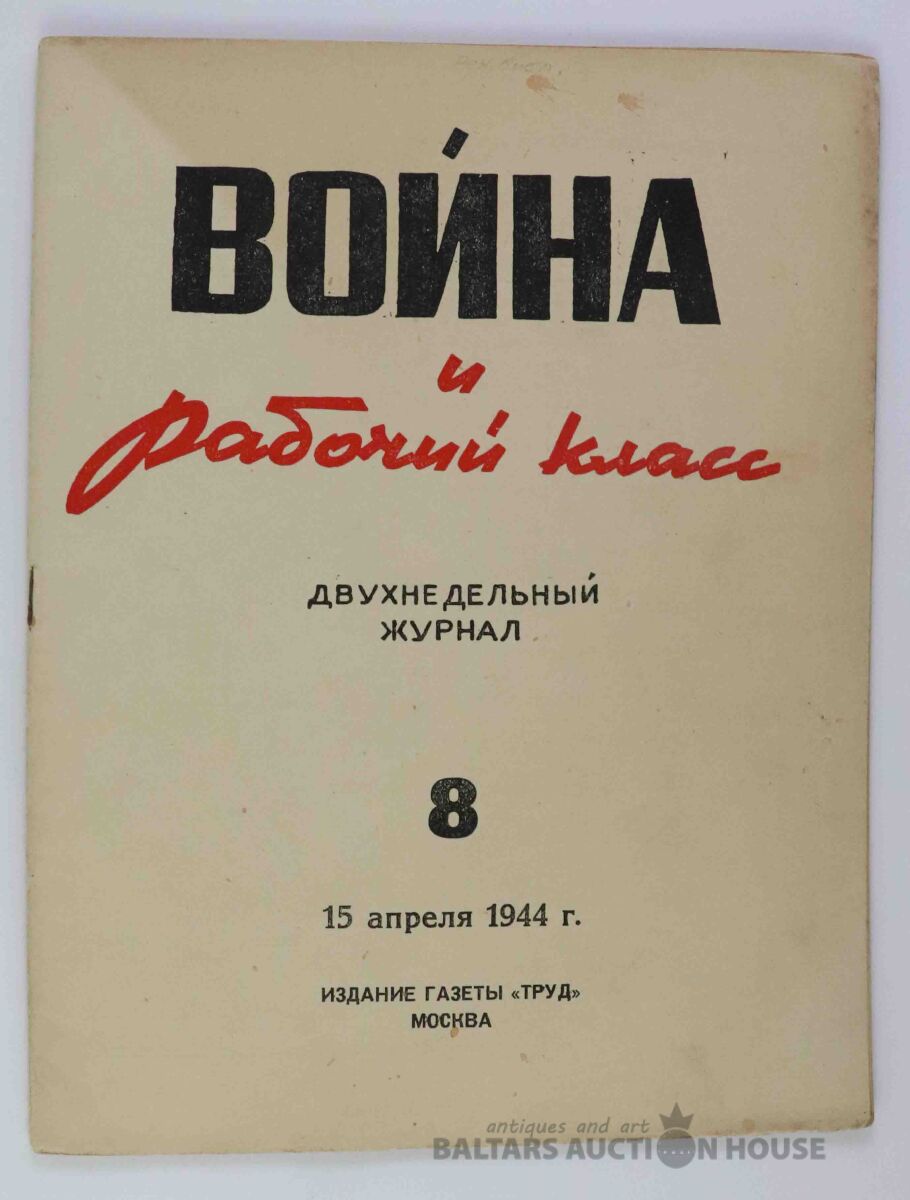 ВОЙНА
и
рабочий класс
ДВУХНЕДЕЛЬНЫЙ
ЖУРНАЛ
8
15 апреля 1944 г.
ИЗДАНИЕ ГАЗЕТЫ «ТРУД»
МОСКВА
antiques and art
BALTARS AUCTION HOUSE